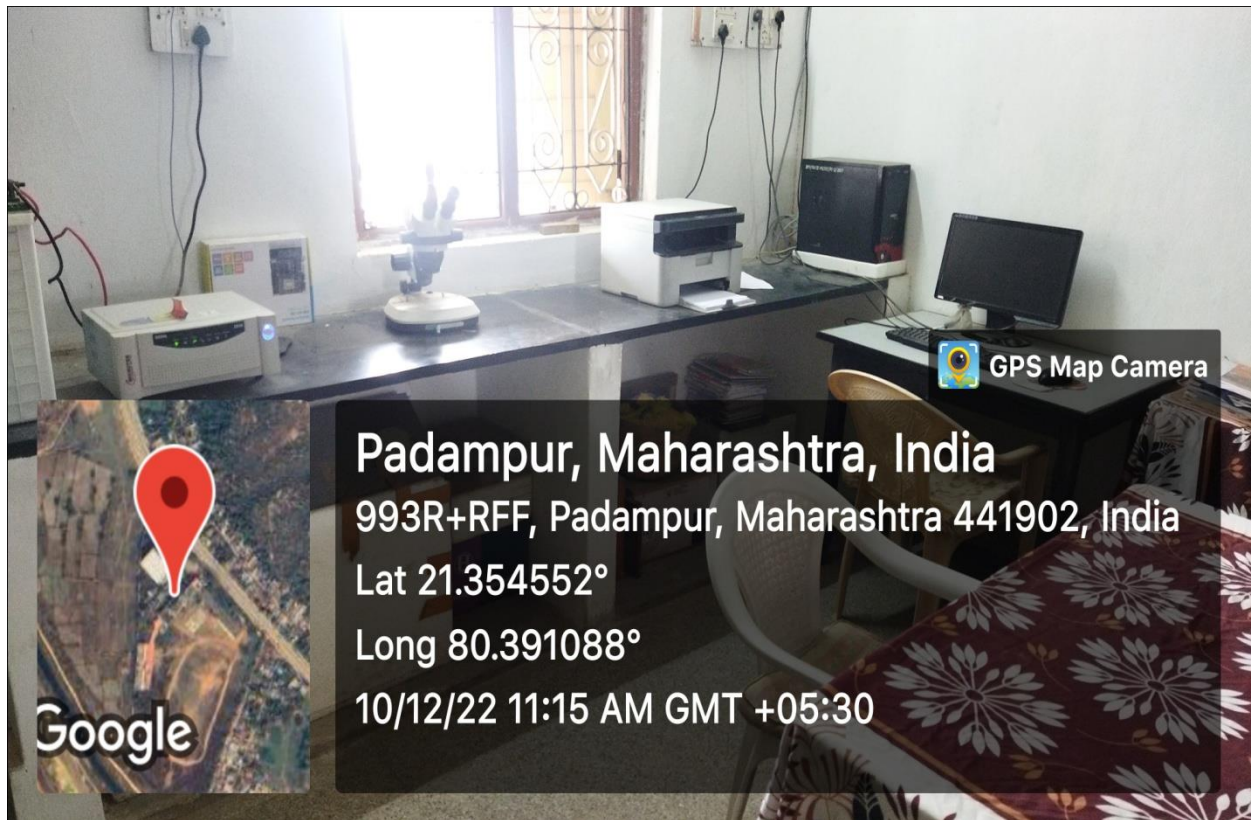 GPS Map Camera
Padampur, Maharashtra, India
993R+RFF, Padampur, Maharashtra 441902, India
Lat 21.354552°
Long 80.391088°
10/12/22 11:15 AM GMT +05:30
Google